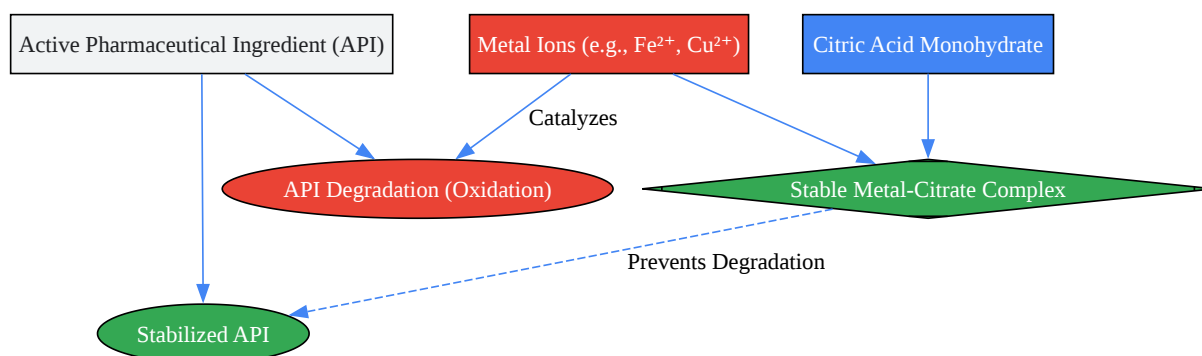 Active Pharmaceutical Ingredient (API)
Metal Ions (e.g., Fe²⁺, Cu²⁺)
Citric Acid Monohydrate
Catalyzes
API Degradation (Oxidation)
Stable Metal-Citrate Complex
Prevents Degradation
Stabilized API